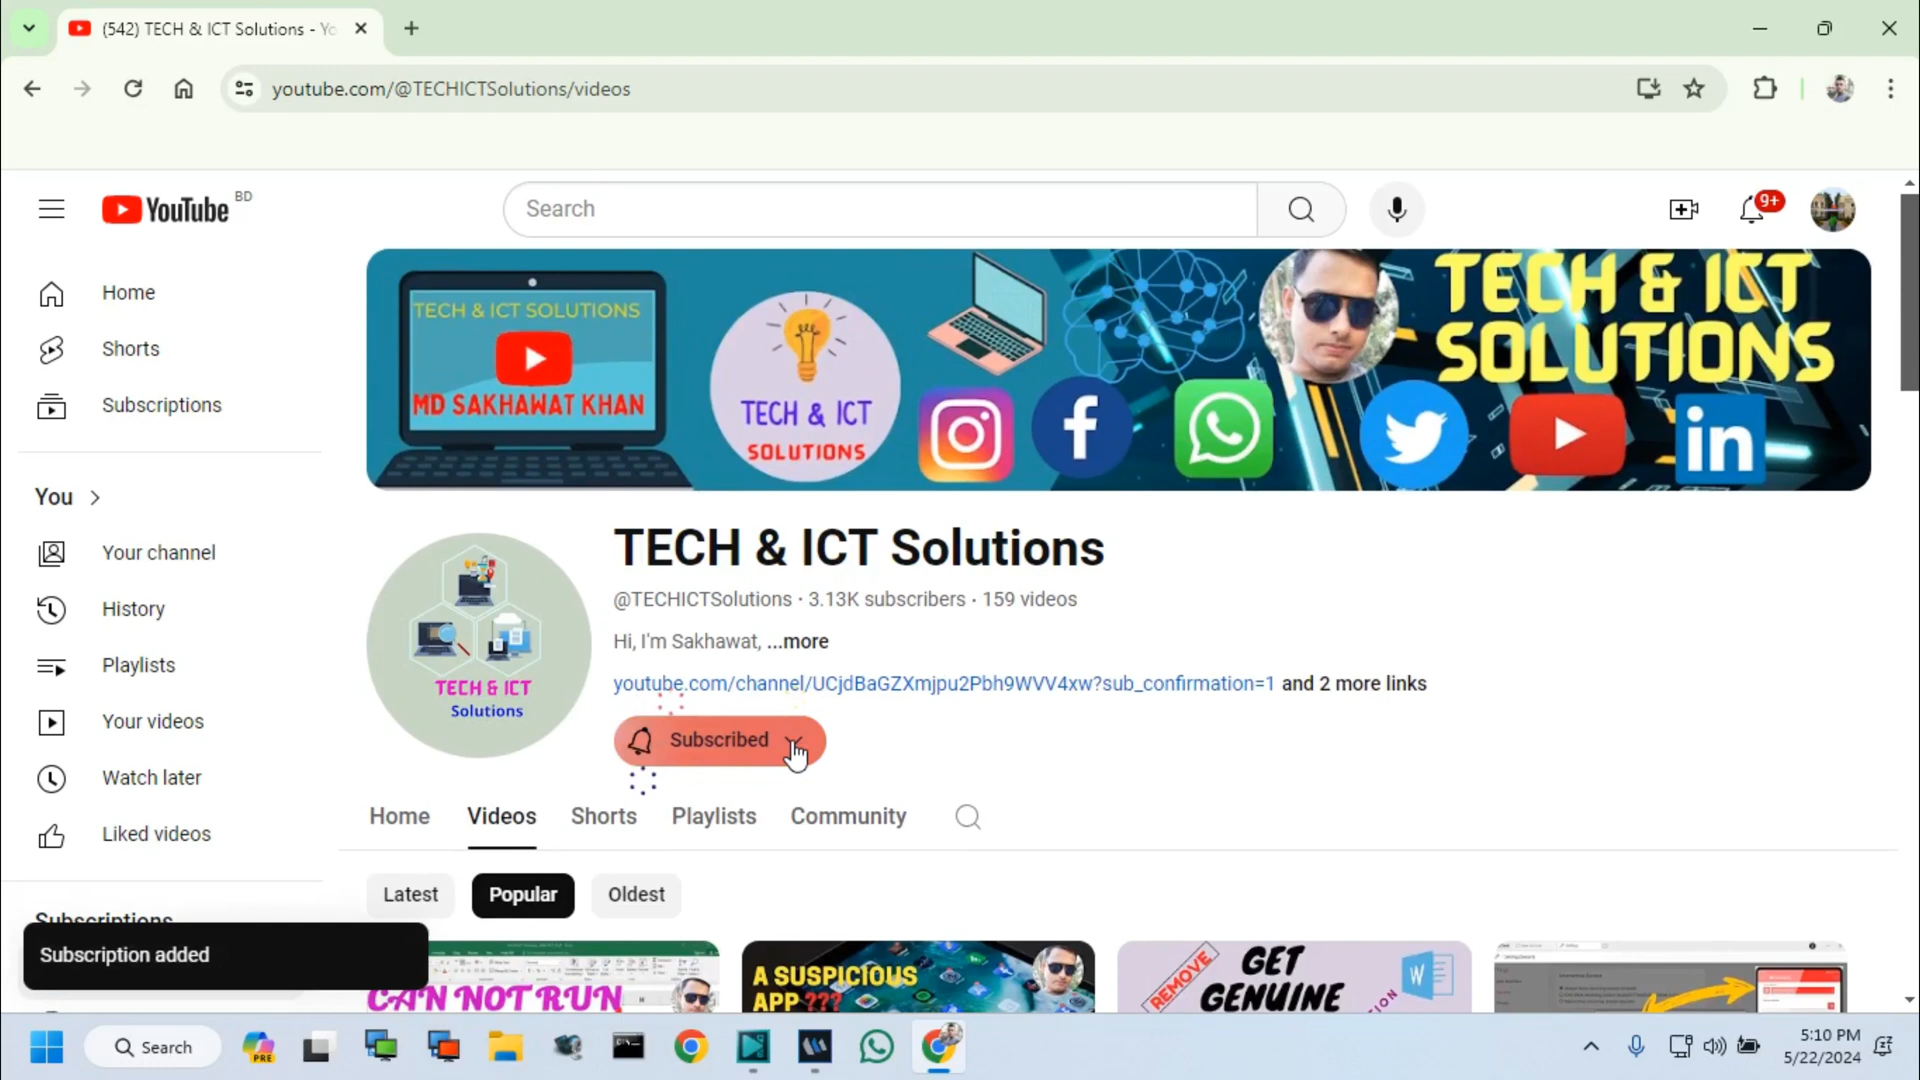 (542) TECH & ICT Solutions - Yo
youtube.com/@TECHICTSolutions/videos
YouTube BD
Search
9+
Home
Shorts
Subscriptions
You
Your channel
History
Playlists
Your videos
Watch later
Liked videos
Subscriptions
TECH & ICT SOLUTIONS
MD SAKHAWAT KHAN
TECH & ICT
SOLUTIONS
TECH & ICT
SOLUTIONS
in
TECH & ICT
Solutions
TECH & ICT Solutions
@TECHICTSolutions · 3.13K subscribers · 159 videos
Hi, I'm Sakhawat, ...more
youtube.com/channel/UCjdBaGZXmjpu2Pbh9WVV4xw?sub_confirmation=1 and 2 more links
Subscribed
Home Videos Shorts Playlists Community
Latest Popular Oldest
CAN NOT RUN
A SUSPICIOUS
APP ???
REMOVE
GET
GENUINE
W
Subscription added
Search
PRE
5:10 PM
5/22/2024